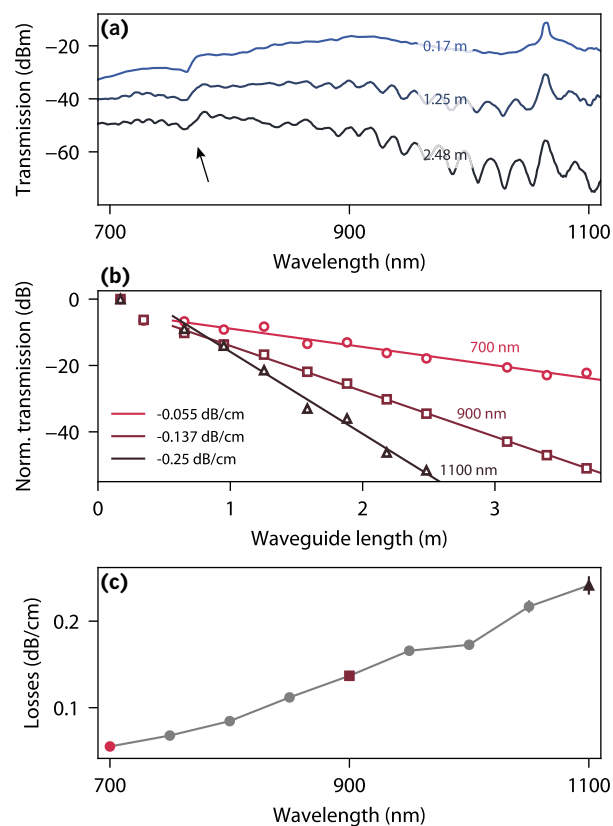 (a)
Transmission (dBm)
−20
−40
−60
0.17 m
1.25 m
2.48 m
700
900
1100
Wavelength (nm)
(b)
Norm. transmission (dB)
0
−20
−40
700 nm
900 nm
1100 nm
-0.055 dB/cm
-0.137 dB/cm
-0.25 dB/cm
0
1
2
3
Waveguide length (m)
(c)
Losses (dB/cm)
0.2
0.1
700
900
1100
Wavelength (nm)